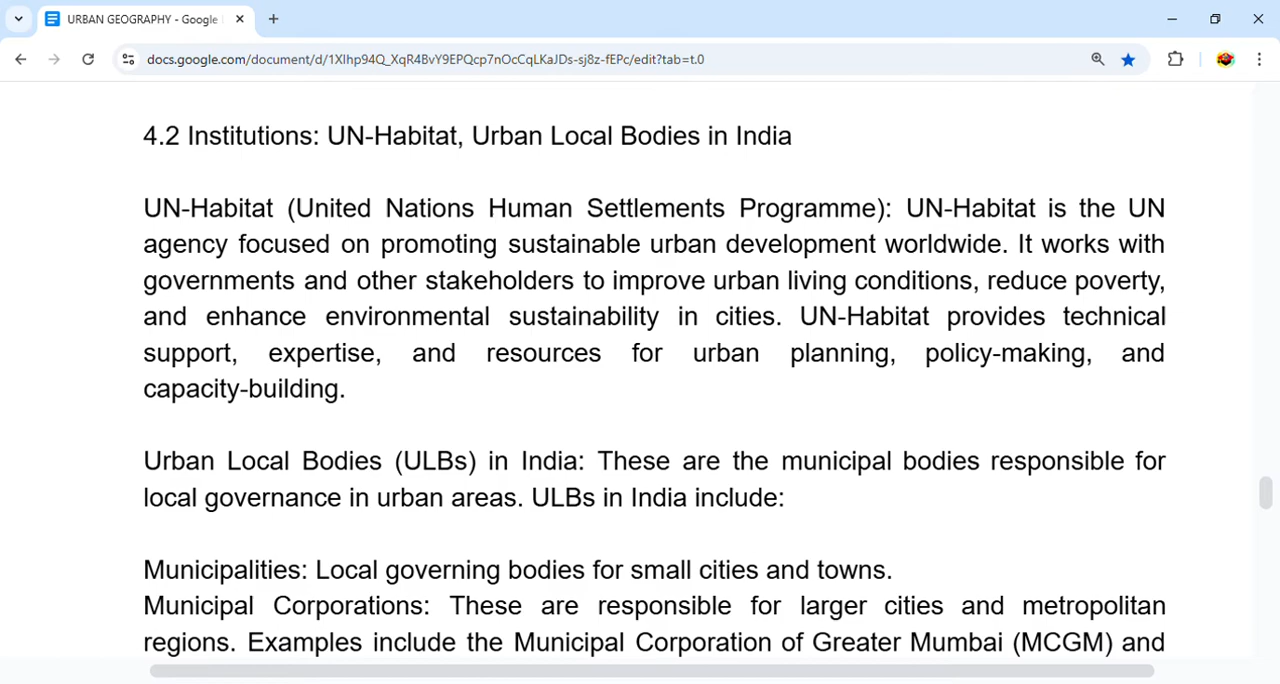 URBAN GEOGRAPHY - Google
docs.google.com/document/d/1XIhp94Q_XqR4BvY9EPQcp7nOcCqLKaJDs-sj8z-fEPc/edit?tab=t.0
4.2 Institutions: UN-Habitat, Urban Local Bodies in India
UN-Habitat (United Nations Human Settlements Programme): UN-Habitat is the UN
agency focused on promoting sustainable urban development worldwide. It works with
governments and other stakeholders to improve urban living conditions, reduce poverty,
and enhance environmental sustainability in cities. UN-Habitat provides technical
support, expertise, and resources for urban planning, policy-making, and
capacity-building.
Urban Local Bodies (ULBs) in India: These are the municipal bodies responsible for
local governance in urban areas. ULBs in India include:
Municipalities: Local governing bodies for small cities and towns.
Municipal Corporations: These are responsible for larger cities and metropolitan
regions. Examples include the Municipal Corporation of Greater Mumbai (MCGM) and